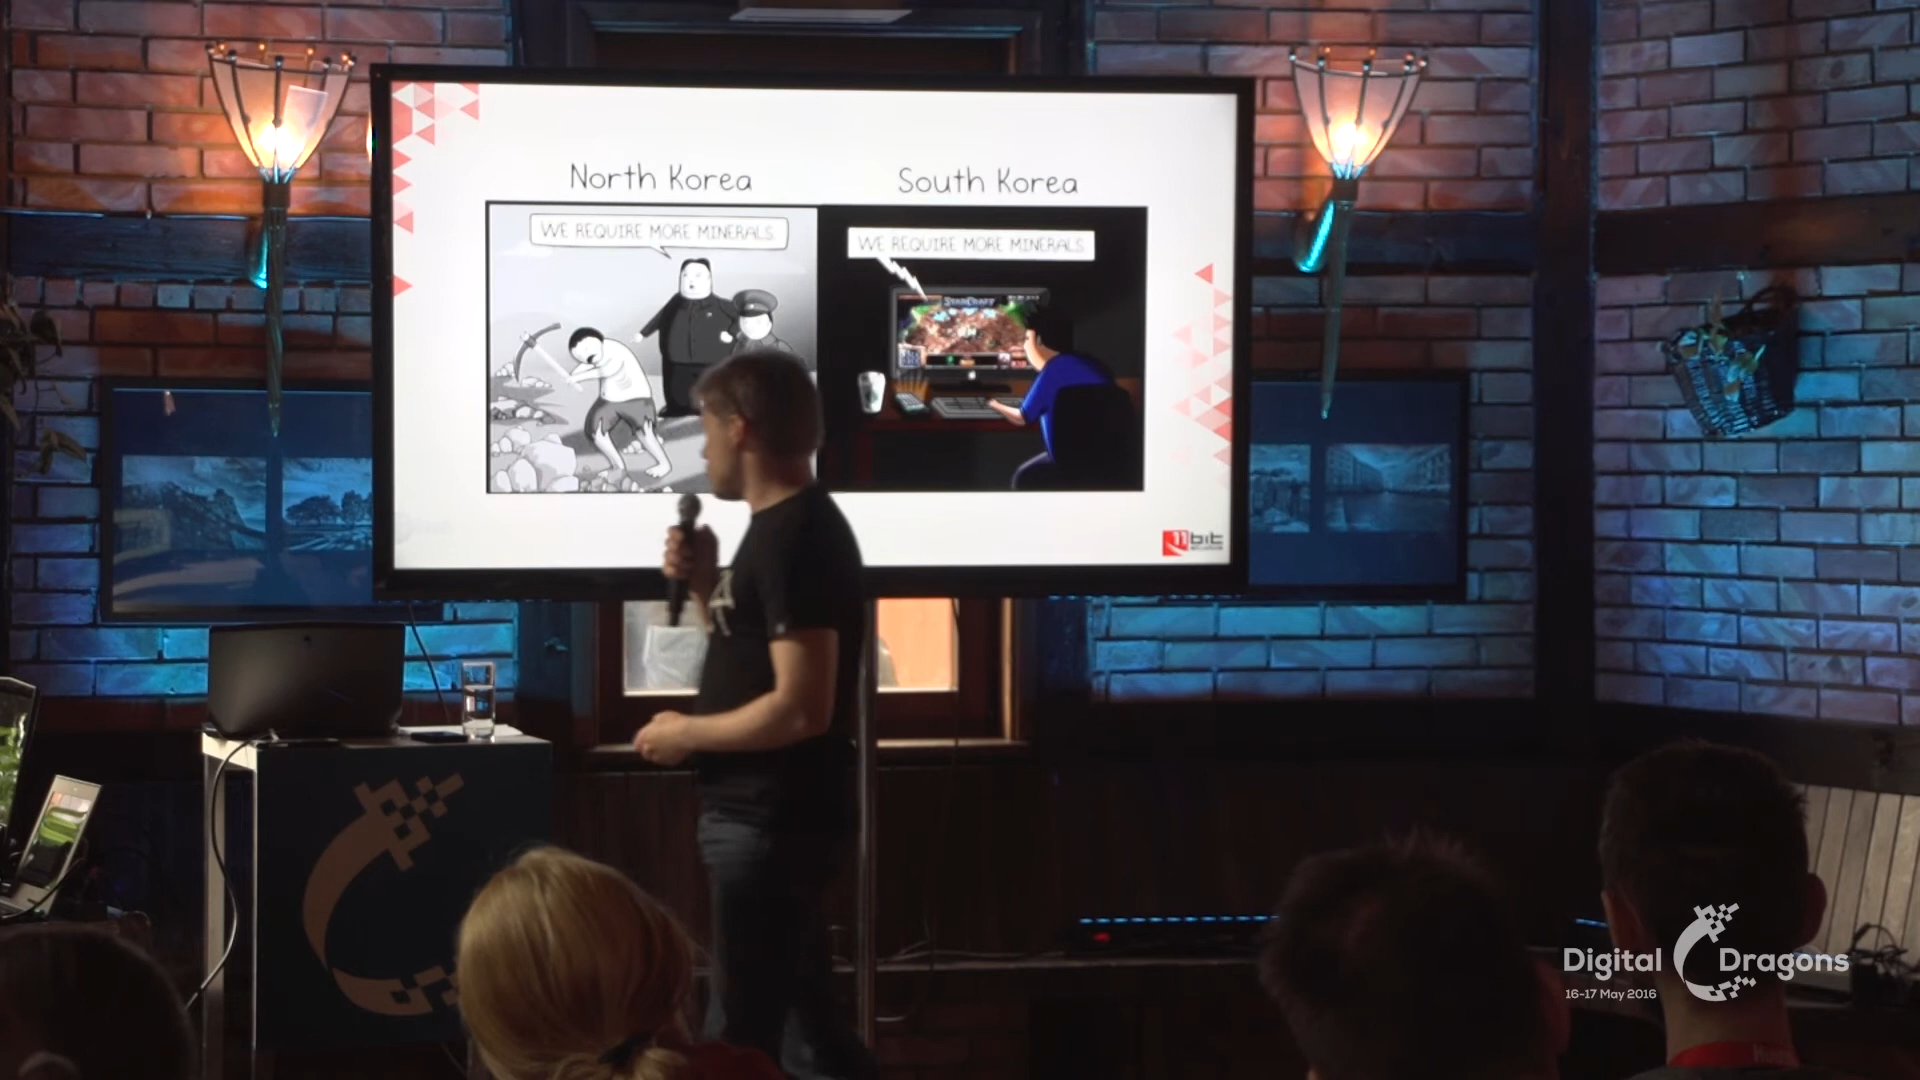 North Korea
South Korea
WE REQUIRE MORE MINERALS.
WE REQUIRE MORE MINERALS.
STARCRAFT
11 bit
studios
Digital Dragons
16-17 May 2016